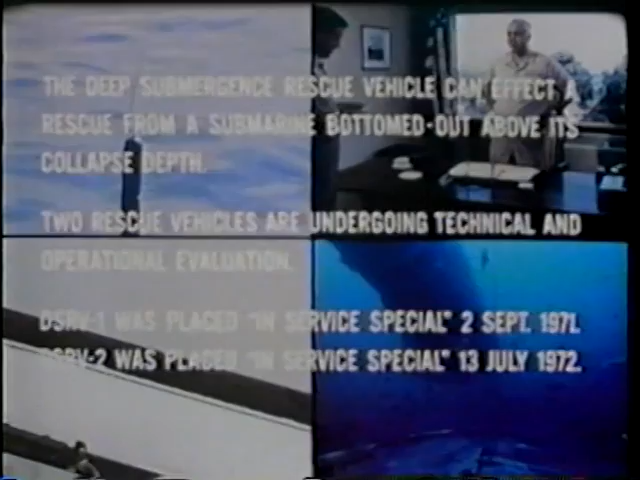 THE DEEP SUBMERGENCE RESCUE VEHICLE CAN EFFECT A
RESCUE FROM A SUBMARINE BOTTOMED-OUT ABOVE ITS
COLLAPSE DEPTH.
TWO RESCUE VEHICLES ARE UNDERGOING TECHNICAL AND
OPERATIONAL EVALUATION.
DSRV-1 WAS PLACED "IN SERVICE SPECIAL" 2 SEPT. 1971.
DSRV-2 WAS PLACED "IN SERVICE SPECIAL" 13 JULY 1972.